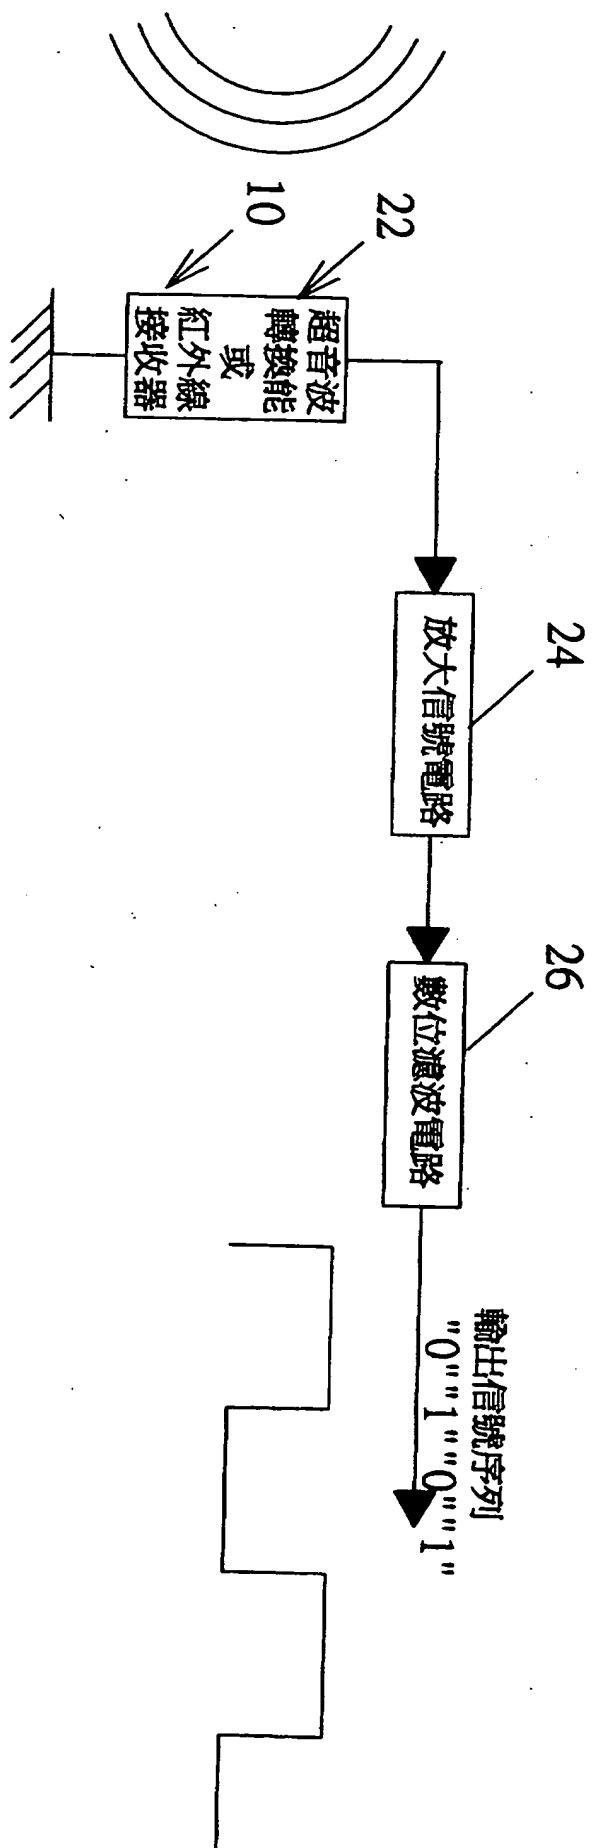 10
22
超音波
轉換能
或
紅外線
接收器
24
放大信號電路
26
數位濾波電路
輸出信號序列
"0""1""0""1"